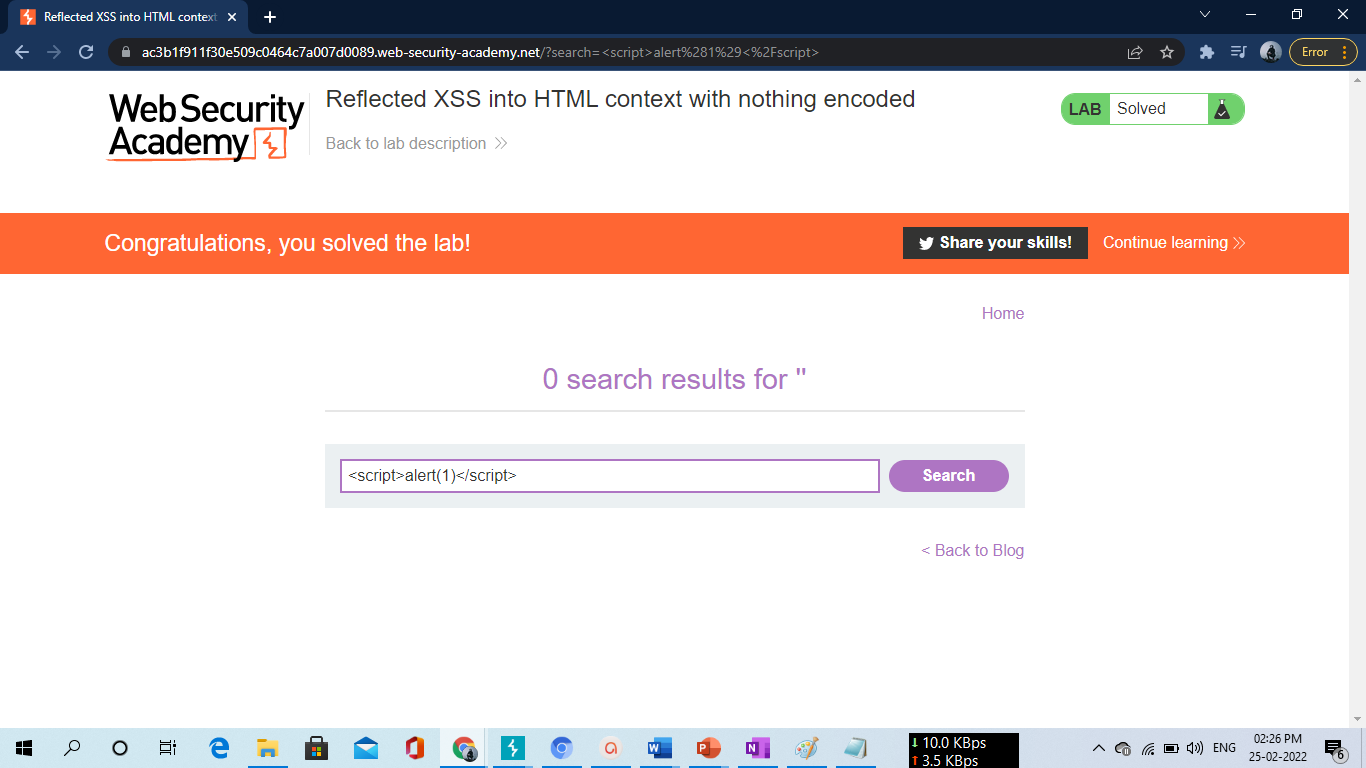 Reflected XSS into HTML context
ac3b1f911f30e509c0464c7a007d0089.web-security-academy.net/?search=<script>alert%281%29<%2Fscript>
Error
Web Security
Academy
Reflected XSS into HTML context with nothing encoded
Back to lab description
LAB Solved
Congratulations, you solved the lab!
Share your skills!
Continue learning
Home
0 search results for ''
<script>alert(1)</script>
Search
< Back to Blog
10.0 KBps
3.5 KBps
ENG
02:26 PM
25-02-2022
6